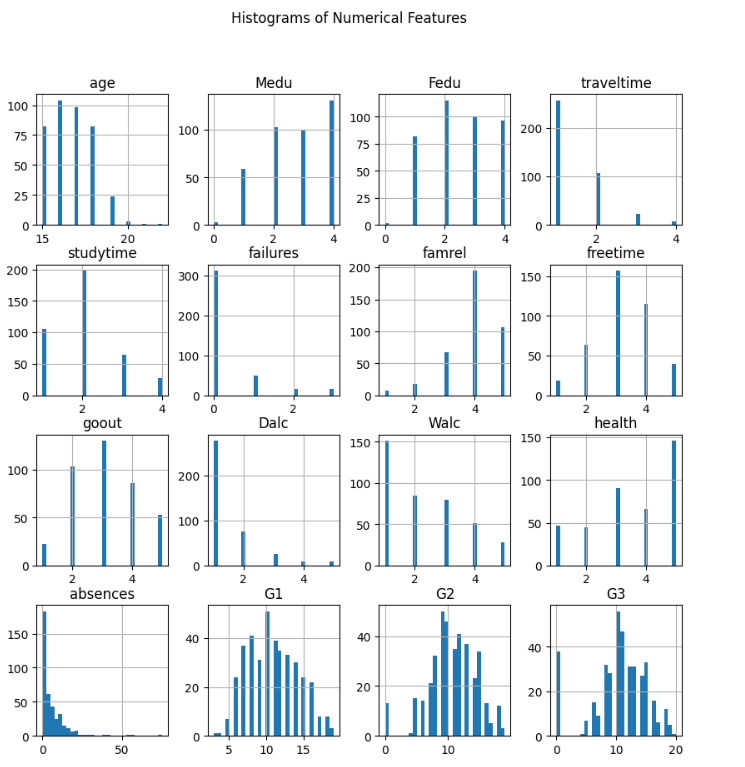 Histograms of Numerical Features
age Medu Fedu traveltime
100 75 50 25 0 15 20
100 50 0 0 2 4
100 75 50 25 0 0 2 4
200 100 0 2 4
studytime failures famrel freetime
200 150 100 50 0 2 4
300 200 100 0 0 2
200 150 100 50 0 2 4
150 100 50 0 2 4
goout Dalc Walc health
100 50 0 2 4
200 100 0 2 4
150 100 50 0 2 4
150 100 50 0 2 4
absences G1 G2 G3
150 100 50 0 0 50
40 20 0 5 10 15
40 20 0 0 10
40 20 0 0 10 20